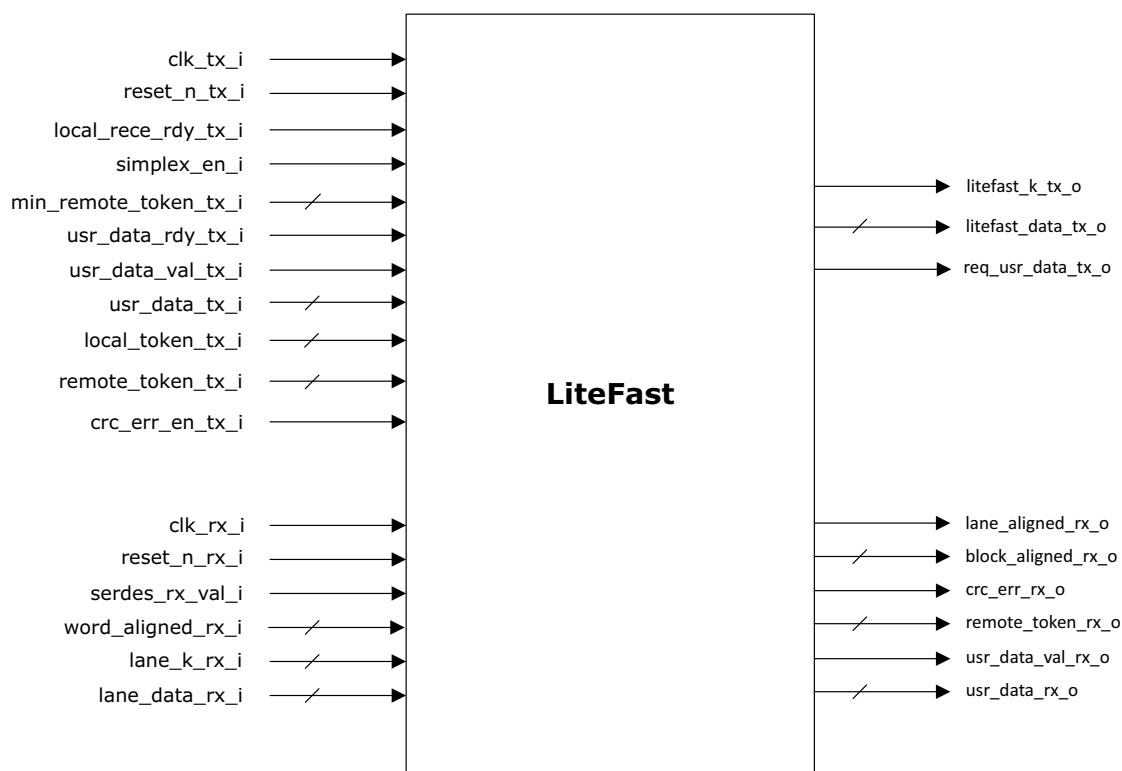 clk_tx_i
reset_n_tx_i
local_rece_rdy_tx_i
simplex_en_i
min_remote_token_tx_i
usr_data_rdy_tx_i
usr_data_val_tx_i
usr_data_tx_i
local_token_tx_i
remote_token_tx_i
crc_err_en_tx_i
clk_rx_i
reset_n_rx_i
serdes_rx_val_i
word_aligned_rx_i
lane_k_rx_i
lane_data_rx_i
LiteFast
litefast_k_tx_o
litefast_data_tx_o
req_usr_data_tx_o
lane_aligned_rx_o
block_aligned_rx_o
crc_err_rx_o
remote_token_rx_o
usr_data_val_rx_o
usr_data_rx_o